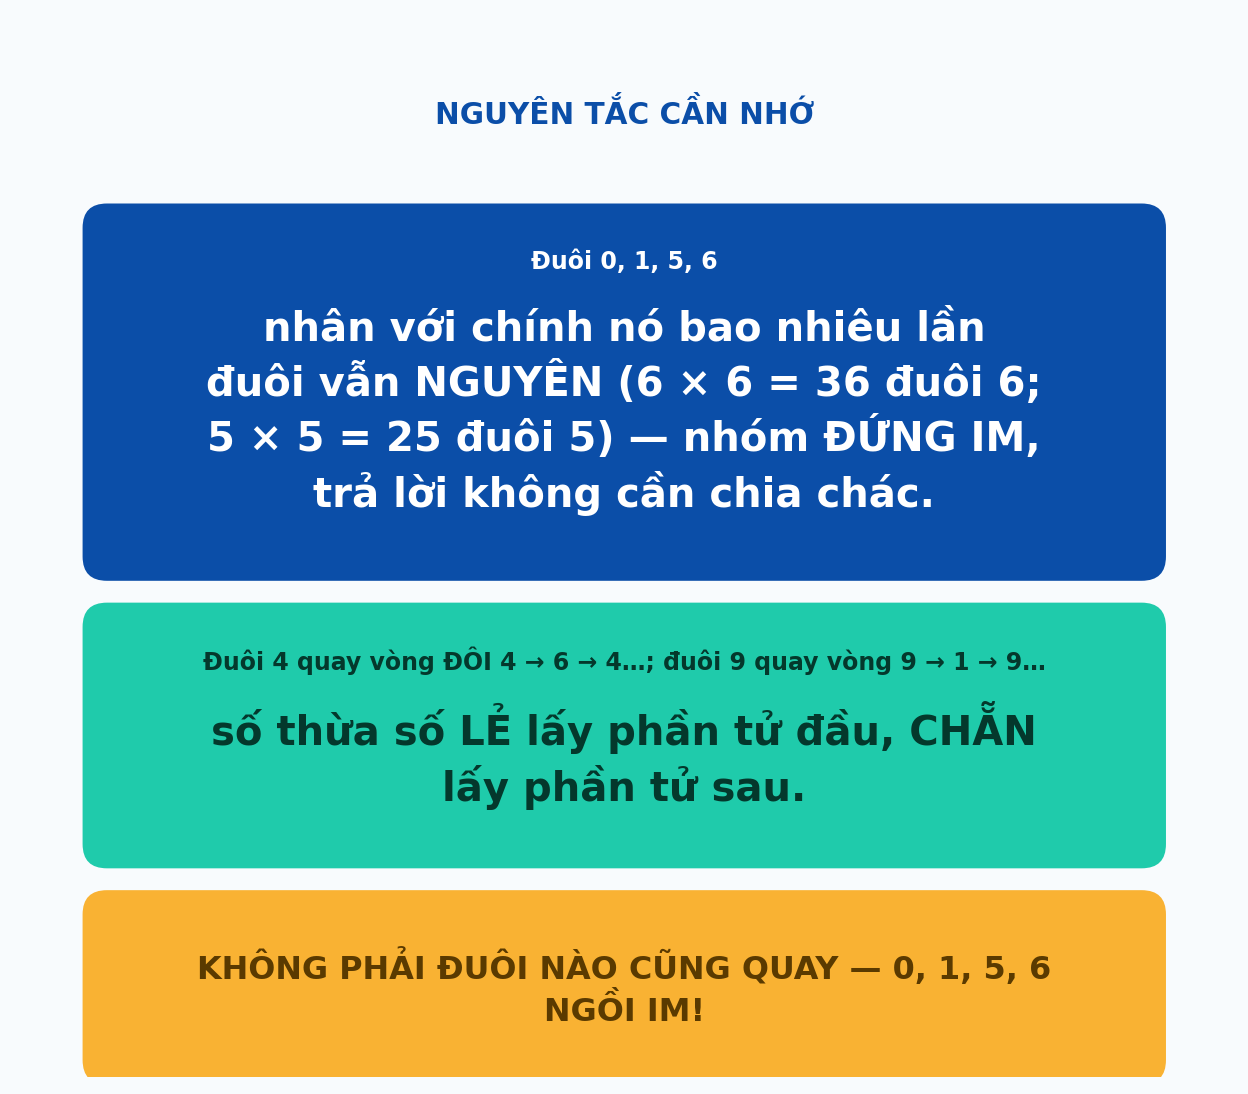 NGUYÊN TẮC CẦN NHỚ
Đuôi 0, 1, 5, 6
nhân với chính nó bao nhiêu lần
đuôi vẫn NGUYÊN (6 × 6 = 36 đuôi 6;
5 × 5 = 25 đuôi 5) — nhóm ĐỨNG IM,
trả lời không cần chia chác.
Đuôi 4 quay vòng ĐÔI 4 → 6 → 4…; đuôi 9 quay vòng 9 → 1 → 9…
số thừa số LẺ lấy phần tử đầu, CHẴN
lấy phần tử sau.
KHÔNG PHẢI ĐUÔI NÀO CŨNG QUAY — 0, 1, 5, 6
NGỒI IM!